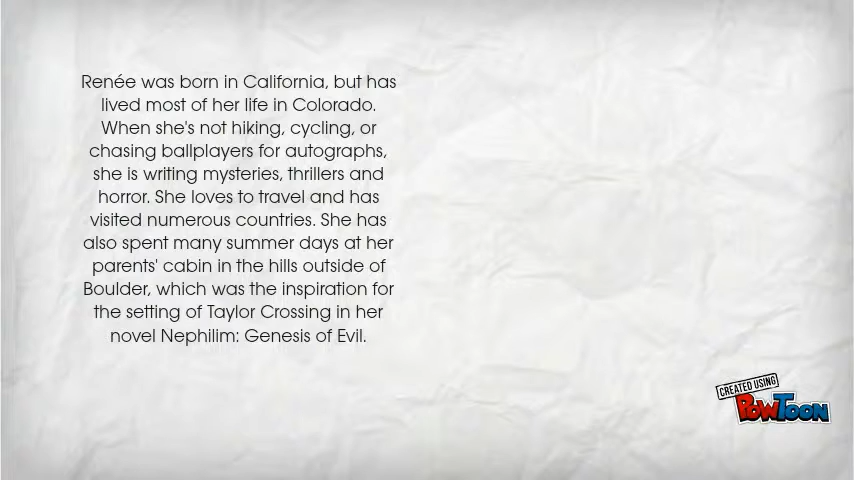 Renée was born in California, but has
lived most of her life in Colorado.
When she's not hiking, cycling, or
chasing ballplayers for autographs,
she is writing mysteries, thrillers and
horror. She loves to travel and has
visited numerous countries. She has
also spent many summer days at her
parents' cabin in the hills outside of
Boulder, which was the inspiration for
the setting of Taylor Crossing in her
novel Nephilim: Genesis of Evil.
CREATED USING
POWTOON